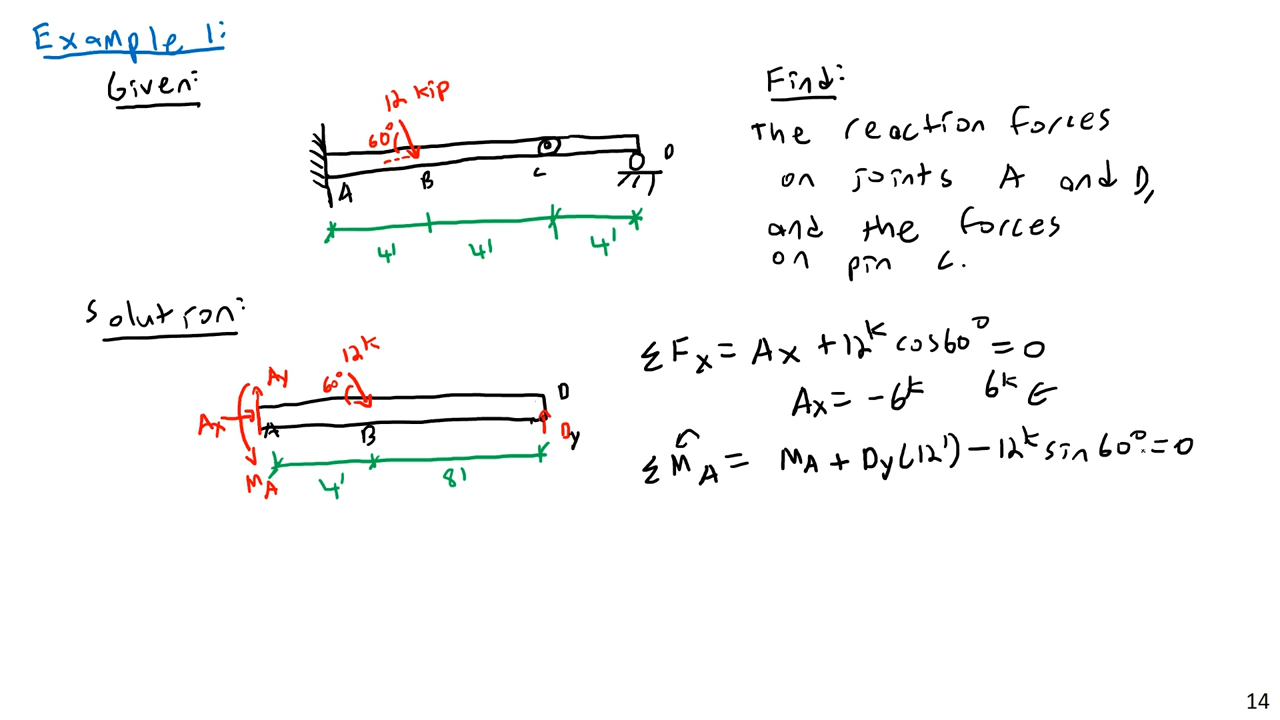 Example 1:
Given:
12 kip
60°
A
B
C
D
4'
4'
4'
Find:
The reaction forces
on joints A and D,
and the forces
on pin C.
Solution:
12k
60°
Ay
Ax
A
B
D
Dy
MA
4'
8'
ΣFx = Ax + 12k cos60° = 0
Ax = -6k 6k ←
ΣMA = MA + Dy(12') - 12k sin60° = 0
14